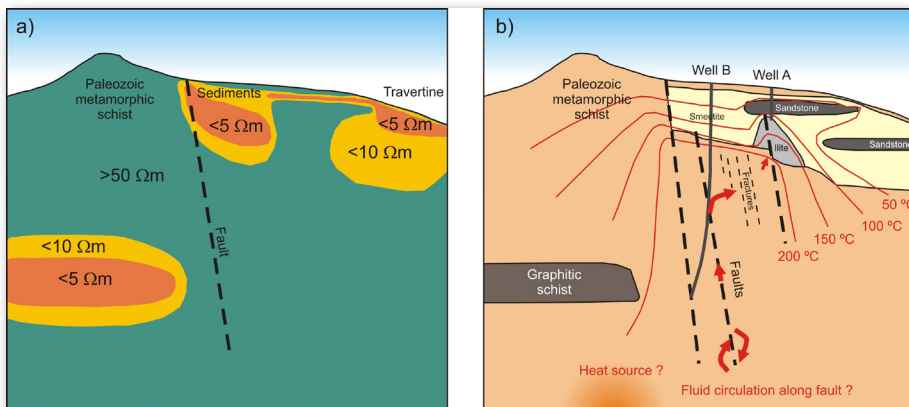 a)
Paleozoic
metamorphic
schist
Sediments
Travertine
<5 Ωm
<5 Ωm
<10 Ωm
>50 Ωm
Fault
<10 Ωm
<5 Ωm
b)
Well B
Well A
Paleozoic
metamorphic
schist
Smectite
Sandstone
Illite
Sandstone
Fractures
50 ºC
100 ºC
150 ºC
200 ºC
Graphitic
schist
Faults
Heat source ?
Fluid circulation along fault ?